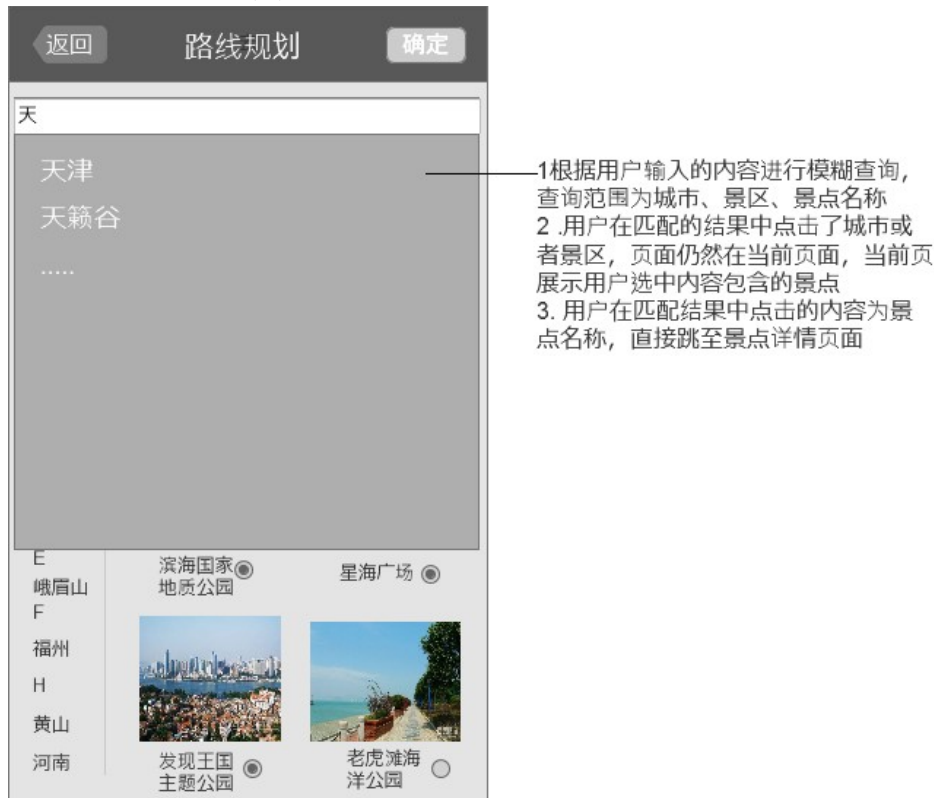 返回
路线规划
确定
天
天津
天籁谷
.....
1根据用户输入的内容进行模糊查询，
查询范围为城市、景区、景点名称
2 .用户在匹配的结果中点击了城市或
者景区，页面仍然在当前页面，当前页
展示用户选中内容包含的景点
3. 用户在匹配结果中点击的内容为景
点名称，直接跳至景点详情页面
E
峨眉山
F
福州
H
黄山
河南
滨海国家
地质公园
星海广场
发现王国
主题公园
老虎滩海
洋公园